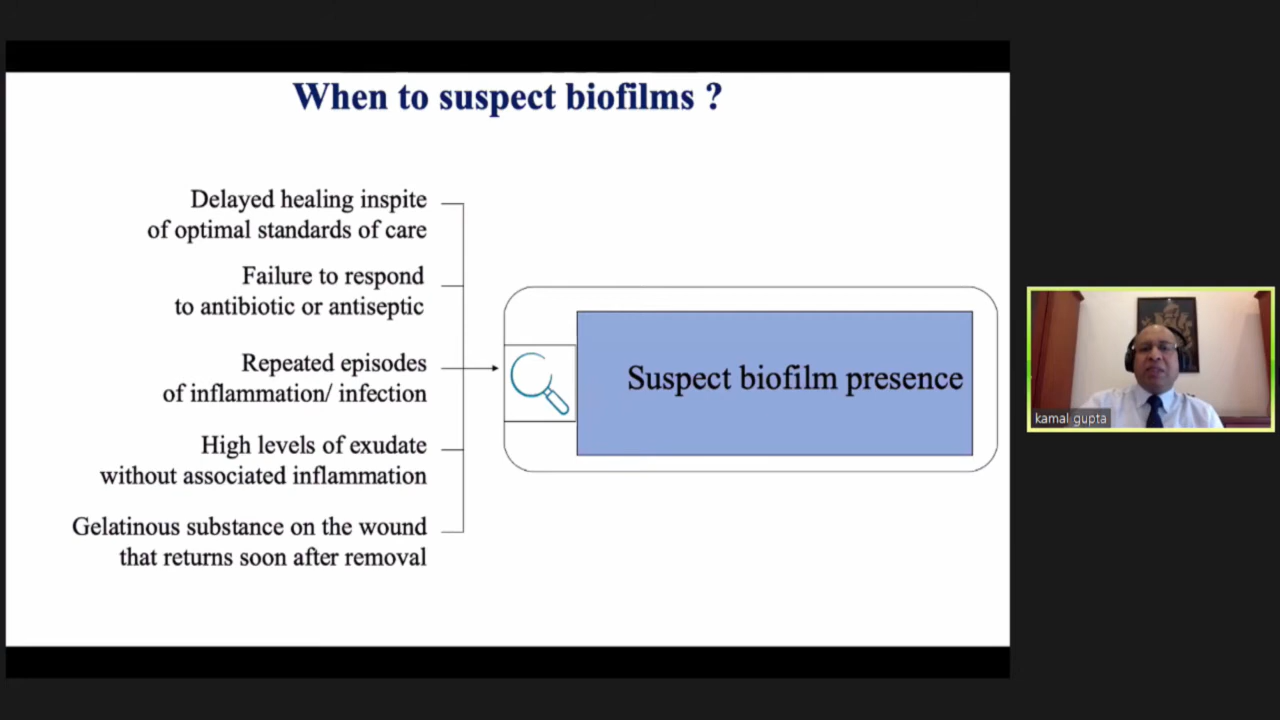 When to suspect biofilms ?
Delayed healing inspite
of optimal standards of care
Failure to respond
to antibiotic or antiseptic
Repeated episodes
of inflammation/ infection
High levels of exudate
without associated inflammation
Gelatinous substance on the wound
that returns soon after removal
Suspect biofilm presence
kamal gupta